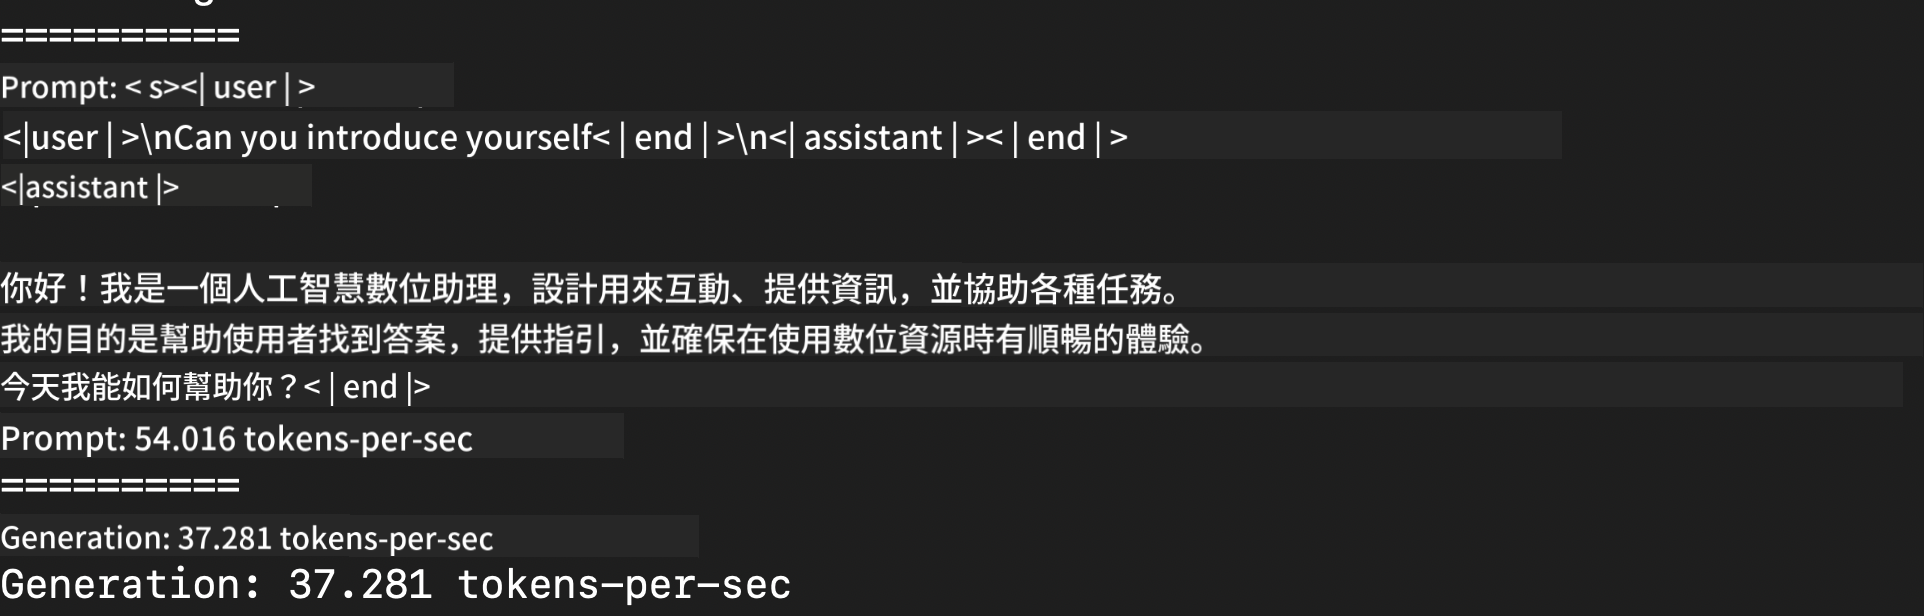 ==========
Prompt: < s><| user | >
<|user | >\nCan you introduce yourself< | end | >\n<| assistant | >< | end | >
<|assistant |>
你好！我是一個人工智慧數位助理，設計用來互動、提供資訊，並協助各種任務。
我的目的是幫助使用者找到答案，提供指引，並確保在使用數位資源時有順暢的體驗。
今天我能如何幫助你？< | end |>
Prompt: 54.016 tokens-per-sec
==========
Generation: 37.281 tokens-per-sec
Generation: 37.281 tokens-per-sec